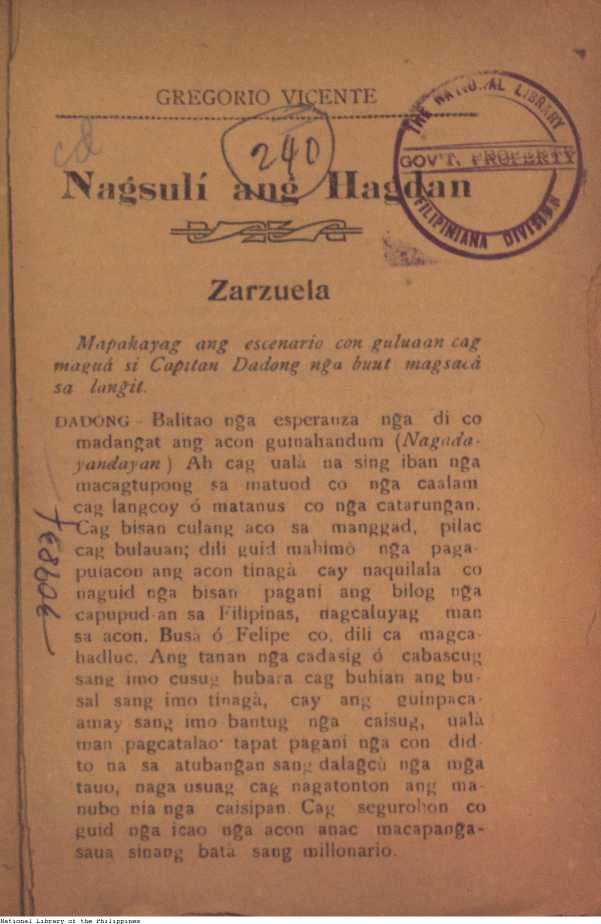 GREGORIO VICENTE
cd
240
THE NATIONAL LIBRARY
GOV'T. PROPERTY
FILIPINIANA DIVISION
Nagsulí ang Hagdan
Zarzuela
Mapahayag ang escenario con guluaan cag
maguá si Capitan Dadong nga buut magsacá
sa langit.
DADONG - Balitao nga esperanza nga di co
madangat ang acon guinahandum (Nagada-
yandayan) Ah cag ualà na sing iban nga
macagtupong sa matuod co nga caalam
cag langcoy ó matanus co nga catarungan.
Cag bisan culang aco sa manggad, pilac
cag bulauan; dili guid mahimò nga paga-
puiacon ang acon tinagà cay naquilala co
naguid nga bisan pagani ang bilog nga
capupud-an sa Filipinas, nagcaluyag man
sa acon. Busa ó Felipe co, dili ca magca-
hadluc. Ang tanan nga cadasig ó cabascug
sang imo cusug hubara cag buhian ang bu-
sal sang imo tinagà, cay ang guinpaca-
amay sang imo bantug nga caisug, ualà
man pagcatalao: tapat pagani nga con did-
to na sa atubangan sang dalagcù nga mga
tauo, naga usuag cag nagatonton ang ma-
nubo nia nga caisipan. Cag segurohon co
guid nga icao nga acon anac macapanga-
saua sinang batà sang millonario.
National Library of the Philippines